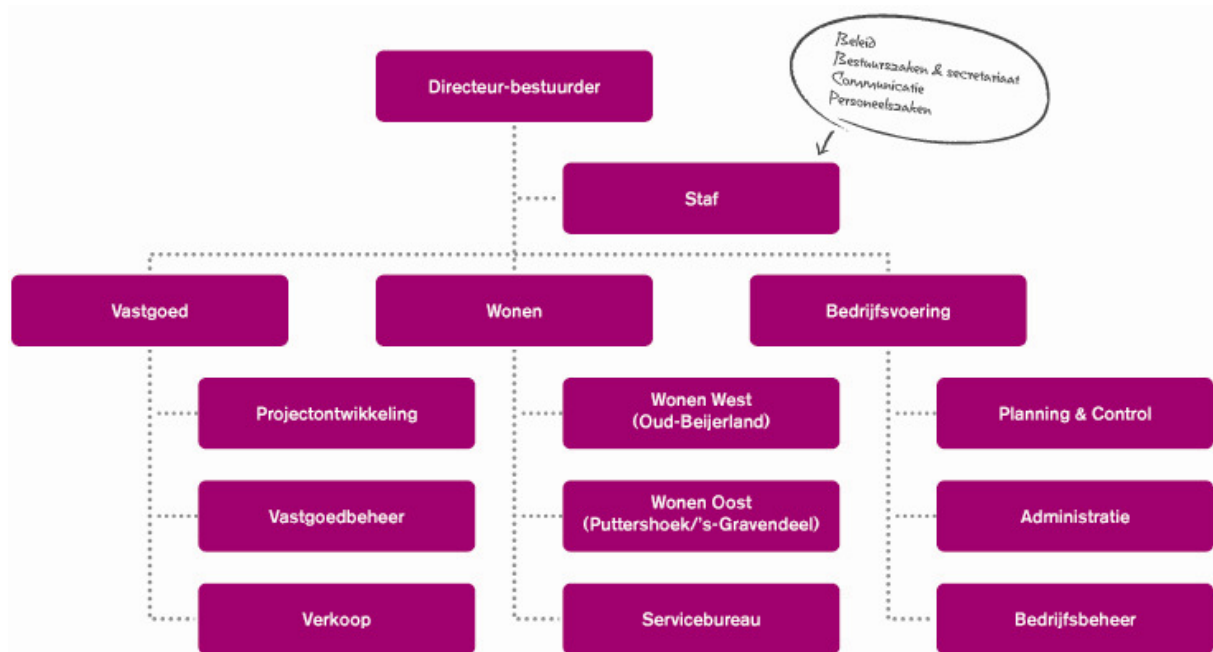 Directeur-bestuurder
Beleid
Bestuurszaken & secretariaat
Communicatie
Personeelszaken
Staf
Vastgoed
Wonen
Bedrijfsvoering
Projectontwikkeling
Wonen West
(Oud-Beijerland)
Planning & Control
Vastgoedbeheer
Wonen Oost
(Puttershoek/'s-Gravendeel)
Administratie
Verkoop
Servicebureau
Bedrijfsbeheer